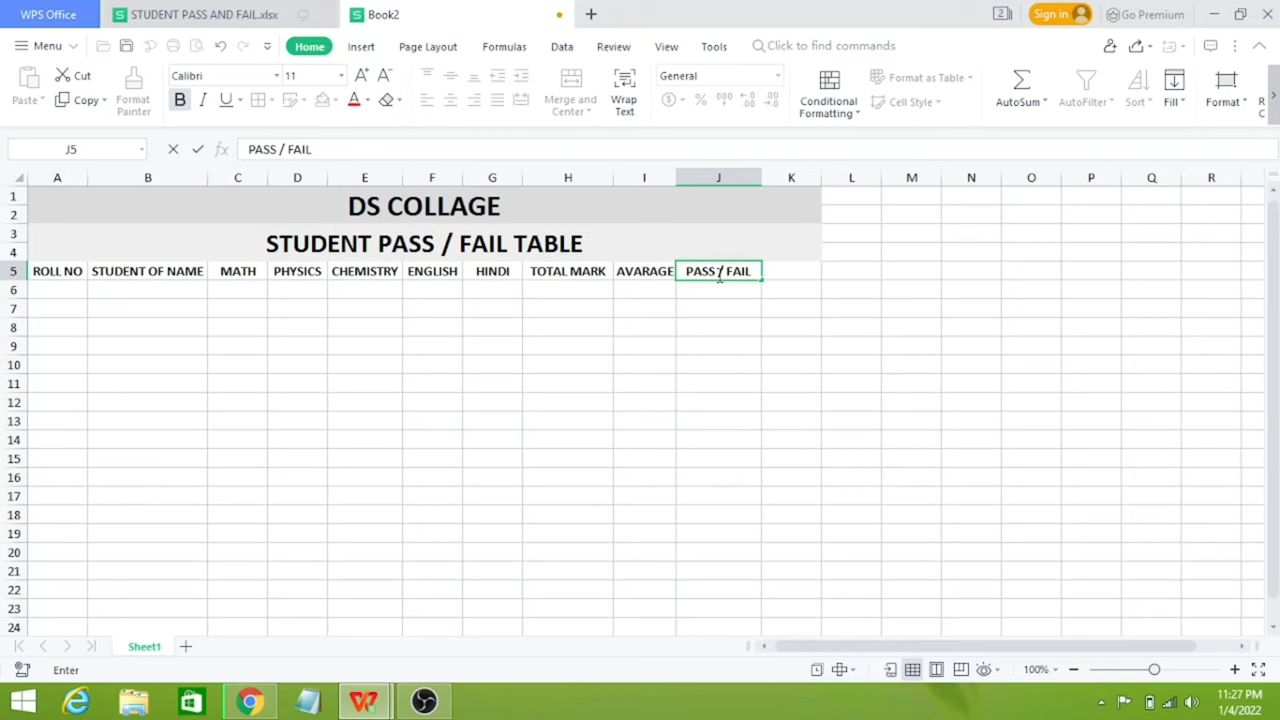 WPS Office STUDENT PASS AND FAIL.xlsx Book2 2 Sign in Go Premium
Menu Home Insert Page Layout Formulas Data Review View Tools Click to find commands
Cut Calibri 11 General Format as Table
Paste Copy Format Painter Merge and Center Wrap Text Conditional Formatting Cell Style AutoSum AutoFilter Sort Fill Format R C
J5 fx PASS / FAIL
A B C D E F G H I J K L M N O P Q R
1 DS COLLAGE
2
3 STUDENT PASS / FAIL TABLE
4
5 ROLL NO STUDENT OF NAME MATH PHYSICS CHEMISTRY ENGLISH HINDI TOTAL MARK AVARAGE PASS / FAIL
6
7
8
9
10
11
12
13
14
15
16
17
18
19
20
21
22
23
24
Sheet1
Enter 100%
11:27 PM
1/4/2022